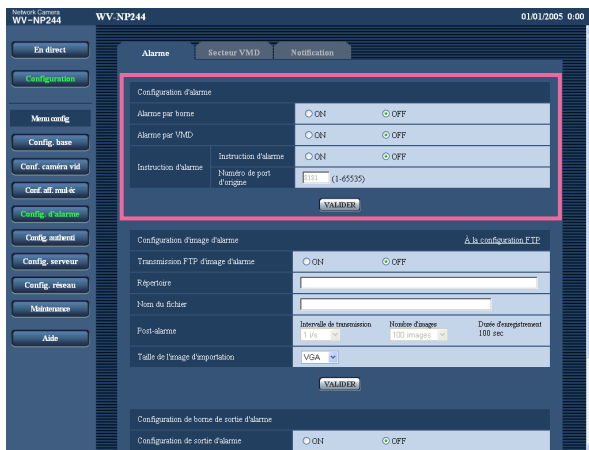 Network Camera
WV-NP244
WV-NP244
01/01/2005 0:00
En direct
Configuration
Menu config
Config. base
Conf. caméra vid
Conf. aff. mul-éc
Config. d'alarme
Config. authenti
Config. serveur
Config. réseau
Maintenance
Aide
Alarme
Secteur VMD
Notification
Configuration d'alarme
Alarme par borne
ON
OFF
Alarme par VMD
ON
OFF
Instruction d'alarme
Instruction d'alarme
ON
OFF
Numéro de port d'origine
8181 (1-65535)
VALIDER
Configuration d'image d'alarme
À la configuration FTP
Transmission FTP d'image d'alarme
ON
OFF
Répertoire
Nom du fichier
Post-alarme
Intervalle de transmission
1 i/s
Nombre d'images
100 images
Durée d'enregistrement
100 sec
Taille de l'image d'importation
VGA
VALIDER
Configuration de borne de sortie d'alarme
Configuration de sortie d'alarme
ON
OFF